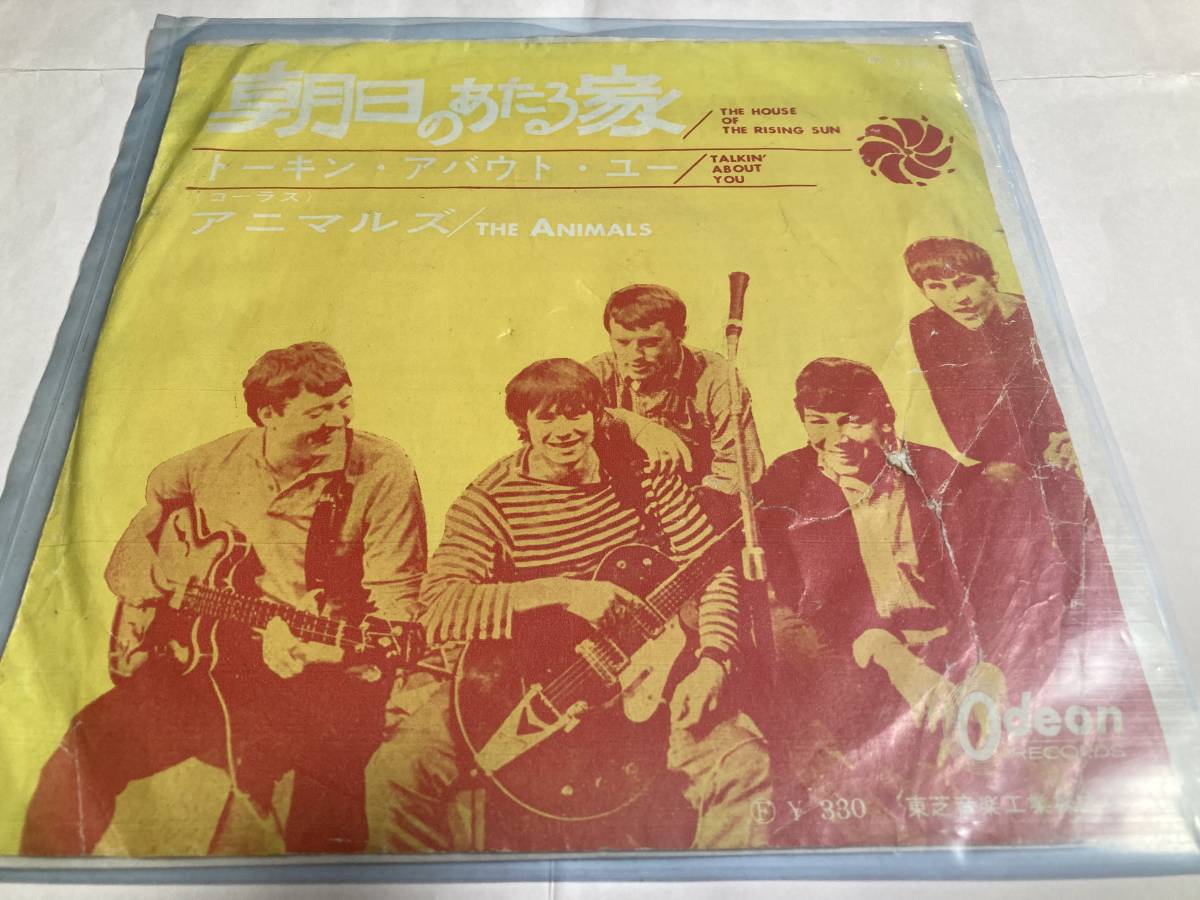 朝日のあたる家/THE HOUSE
OF
THE RISING SUN
トーキン・アバウト・ユー/TALKIN'
ABOUT
YOU
(コーラス)
アニマルズ/THE ANIMALS
Odeon
RECORDS
Ⓕ ¥ 330 東芝音楽工業